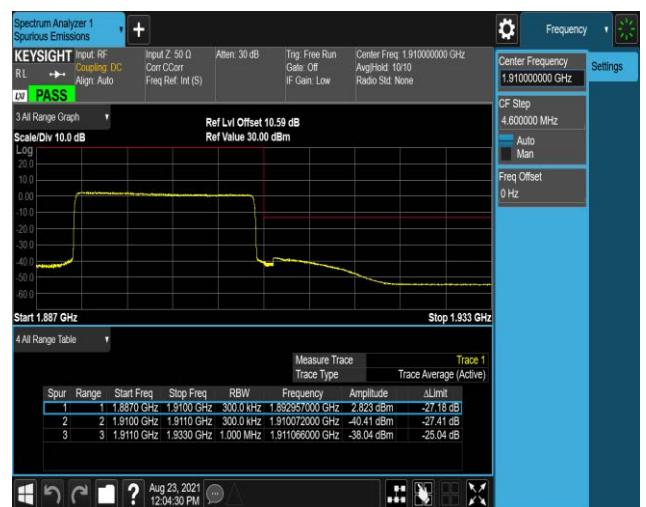 Spectrum Analyzer 1
Spurious Emissions
+
Frequency
KEYSIGHT
RL
LXI PASS
Input: RF
Coupling: DC
Align: Auto
Input Z: 50 Ω
Corr CCorr
Freq Ref: Int (S)
Atten: 30 dB
Trig: Free Run
Gate: Off
IF Gain: Low
Center Freq: 1.910000000 GHz
Avg|Hold: 10/10
Radio Std: None
Center Frequency
1.910000000 GHz
Settings
CF Step
4.600000 MHz
Auto
Man
Freq Offset
0 Hz
3 All Range Graph
Scale/Div 10.0 dB
Ref Lvl Offset 10.59 dB
Ref Value 30.00 dBm
Log
20.0
10.0
0.00
-10.0
-20.0
-30.0
-40.0
-50.0
-60.0
Start 1.887 GHz
Stop 1.933 GHz
4 All Range Table
Measure Trace Trace 1
Trace Type Trace Average (Active)
Spur Range Start Freq Stop Freq RBW Frequency Amplitude ΔLimit
1 1 1.8870 GHz 1.9100 GHz 300.0 kHz 1.892957000 GHz 2.823 dBm -27.18 dB
2 2 1.9100 GHz 1.9110 GHz 300.0 kHz 1.910072000 GHz -40.41 dBm -27.41 dB
3 3 1.9110 GHz 1.9330 GHz 1.000 MHz 1.911066000 GHz -38.04 dBm -25.04 dB
?
Aug 23, 2021
12:04:30 PM